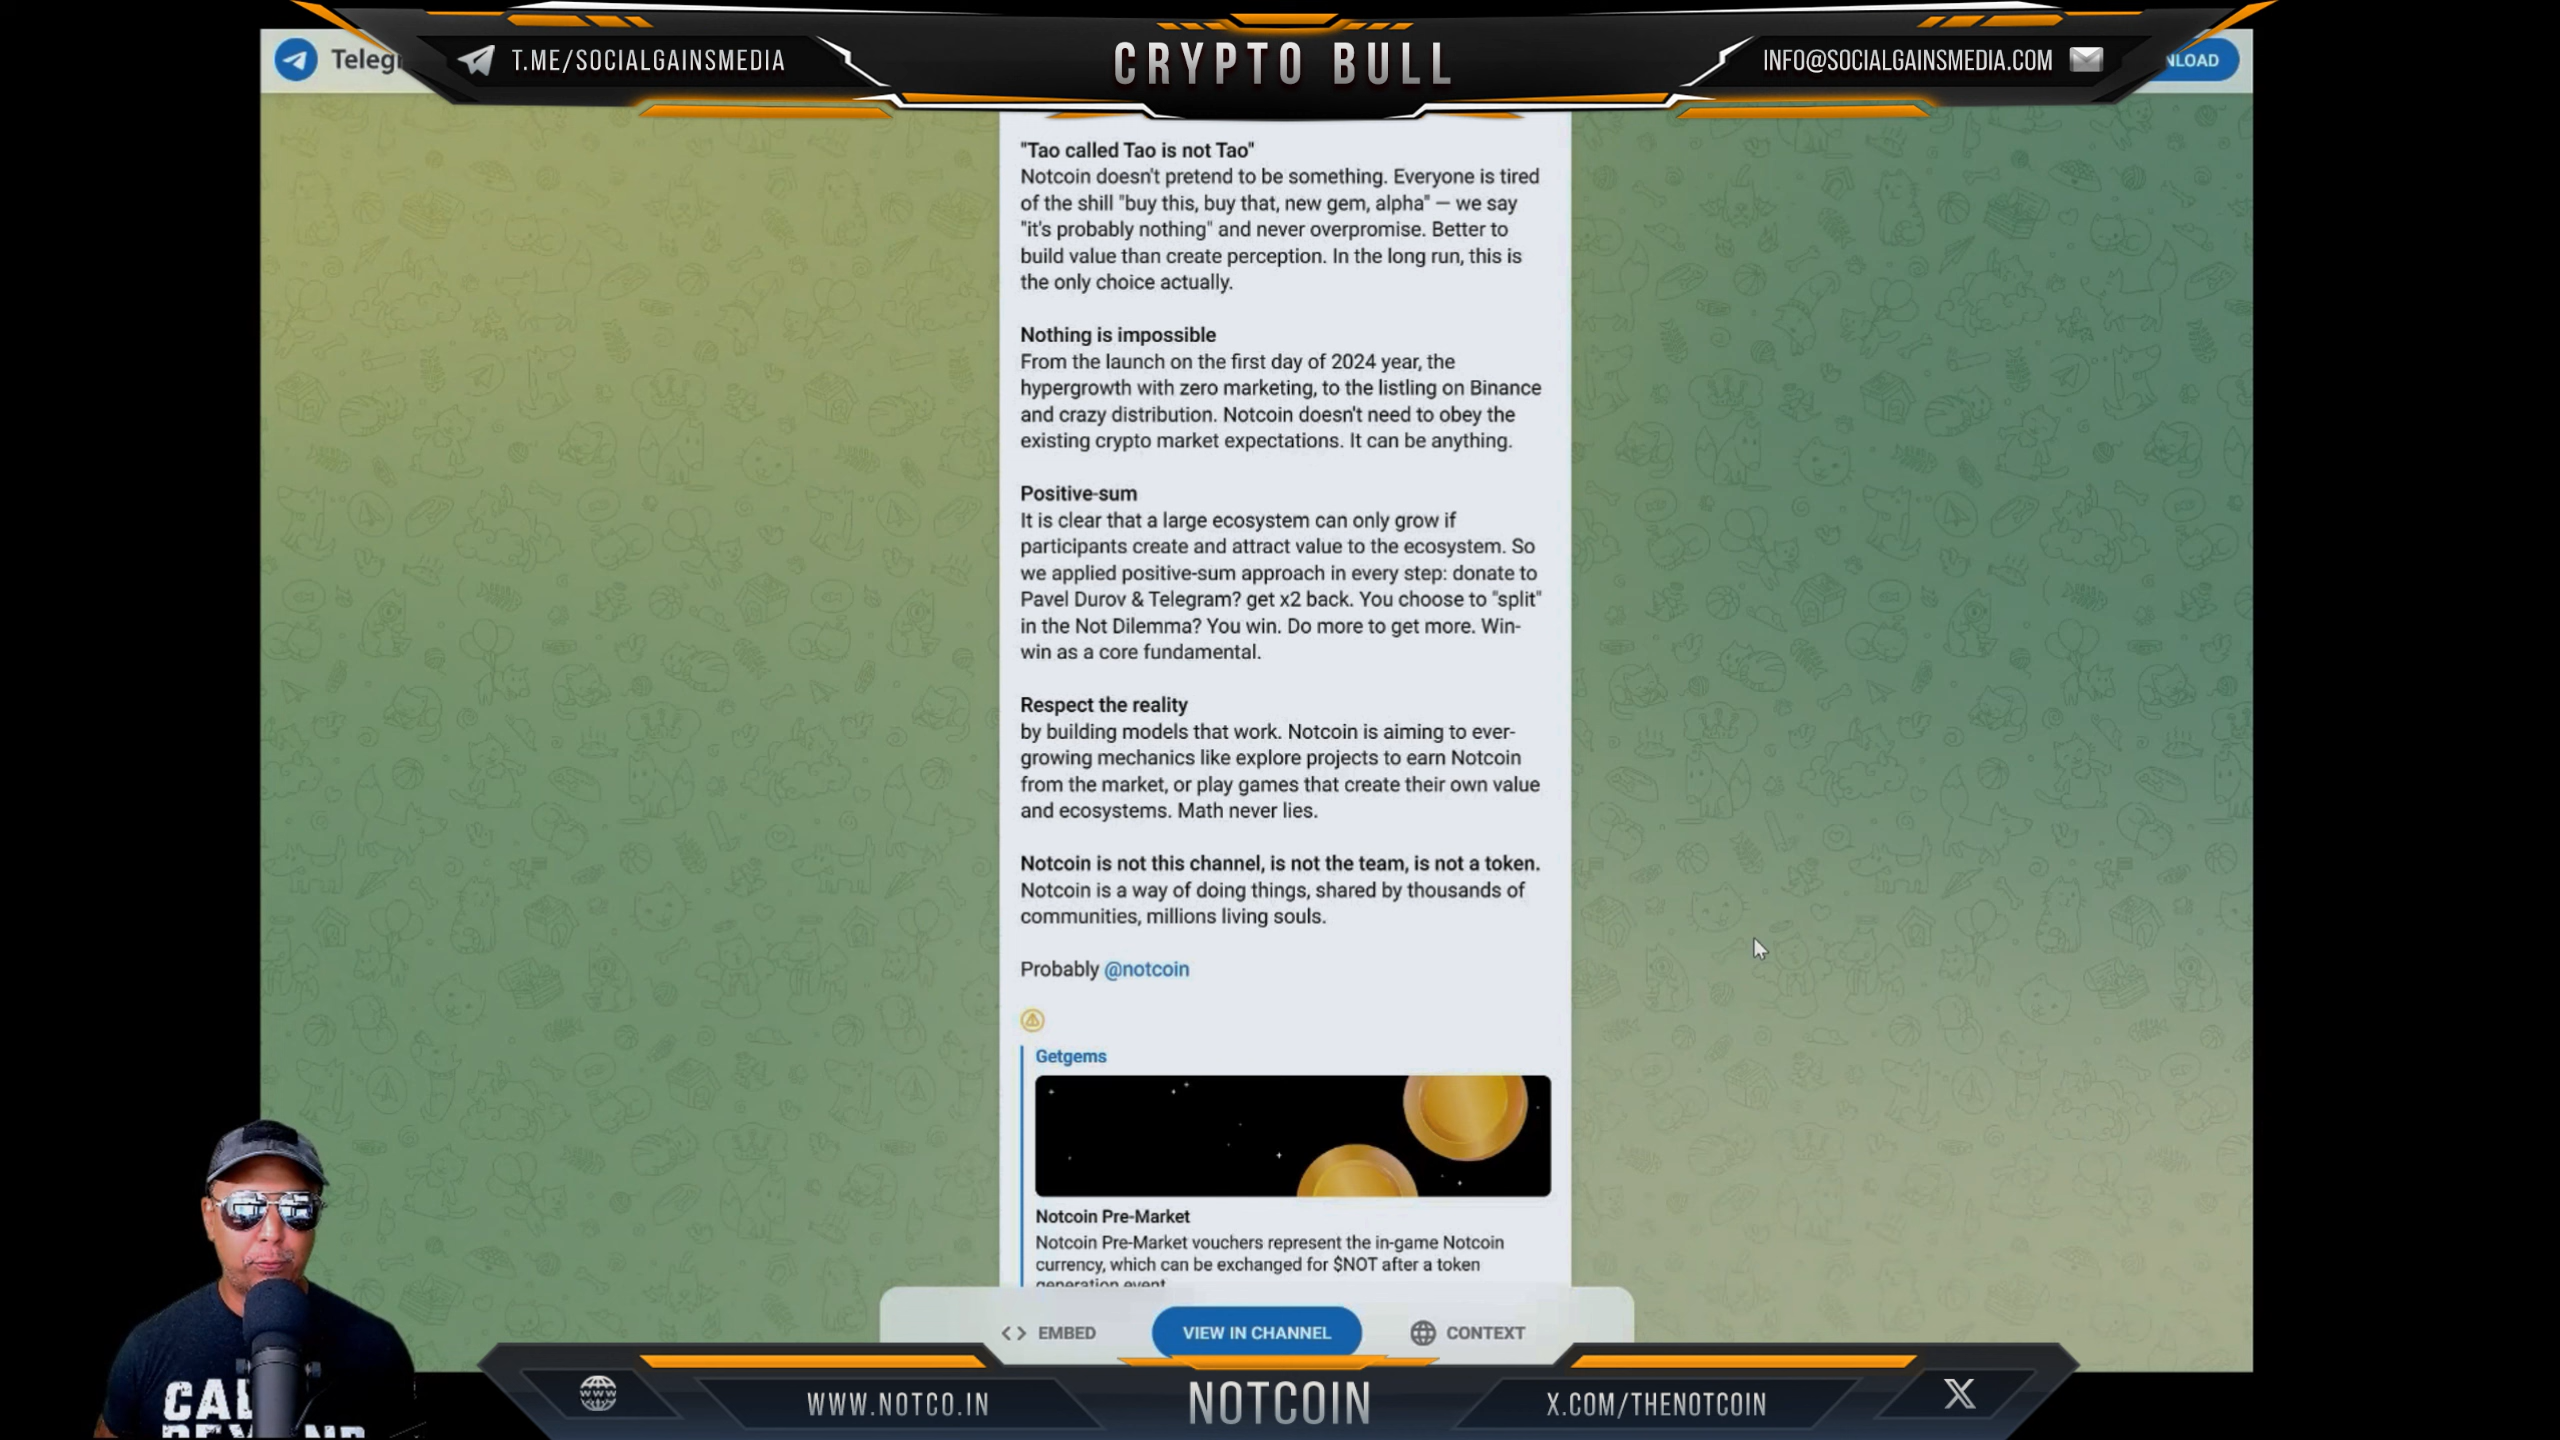 Teleg
T.ME/SOCIALGAINSMEDIA
CRYPTO BULL
INFO@SOCIALGAINSMEDIA.COM
NLOAD
"Tao called Tao is not Tao"
Notcoin doesn't pretend to be something. Everyone is tired
of the shill "buy this, buy that, new gem, alpha" — we say
"it's probably nothing" and never overpromise. Better to
build value than create perception. In the long run, this is
the only choice actually.
Nothing is impossible
From the launch on the first day of 2024 year, the
hypergrowth with zero marketing, to the listling on Binance
and crazy distribution. Notcoin doesn't need to obey the
existing crypto market expectations. It can be anything.
Positive-sum
It is clear that a large ecosystem can only grow if
participants create and attract value to the ecosystem. So
we applied positive-sum approach in every step: donate to
Pavel Durov & Telegram? get x2 back. You choose to "split"
in the Not Dilemma? You win. Do more to get more. Win-
win as a core fundamental.
Respect the reality
by building models that work. Notcoin is aiming to ever-
growing mechanics like explore projects to earn Notcoin
from the market, or play games that create their own value
and ecosystems. Math never lies.
Notcoin is not this channel, is not the team, is not a token.
Notcoin is a way of doing things, shared by thousands of
communities, millions living souls.
Probably @notcoin
Getgems
Notcoin Pre-Market
Notcoin Pre-Market vouchers represent the in-game Notcoin
currency, which can be exchanged for $NOT after a token
generation event
<> EMBED
VIEW IN CHANNEL
CONTEXT
WWW
WWW.NOTCO.IN
NOTCOIN
X.COM/THENOTCOIN
X